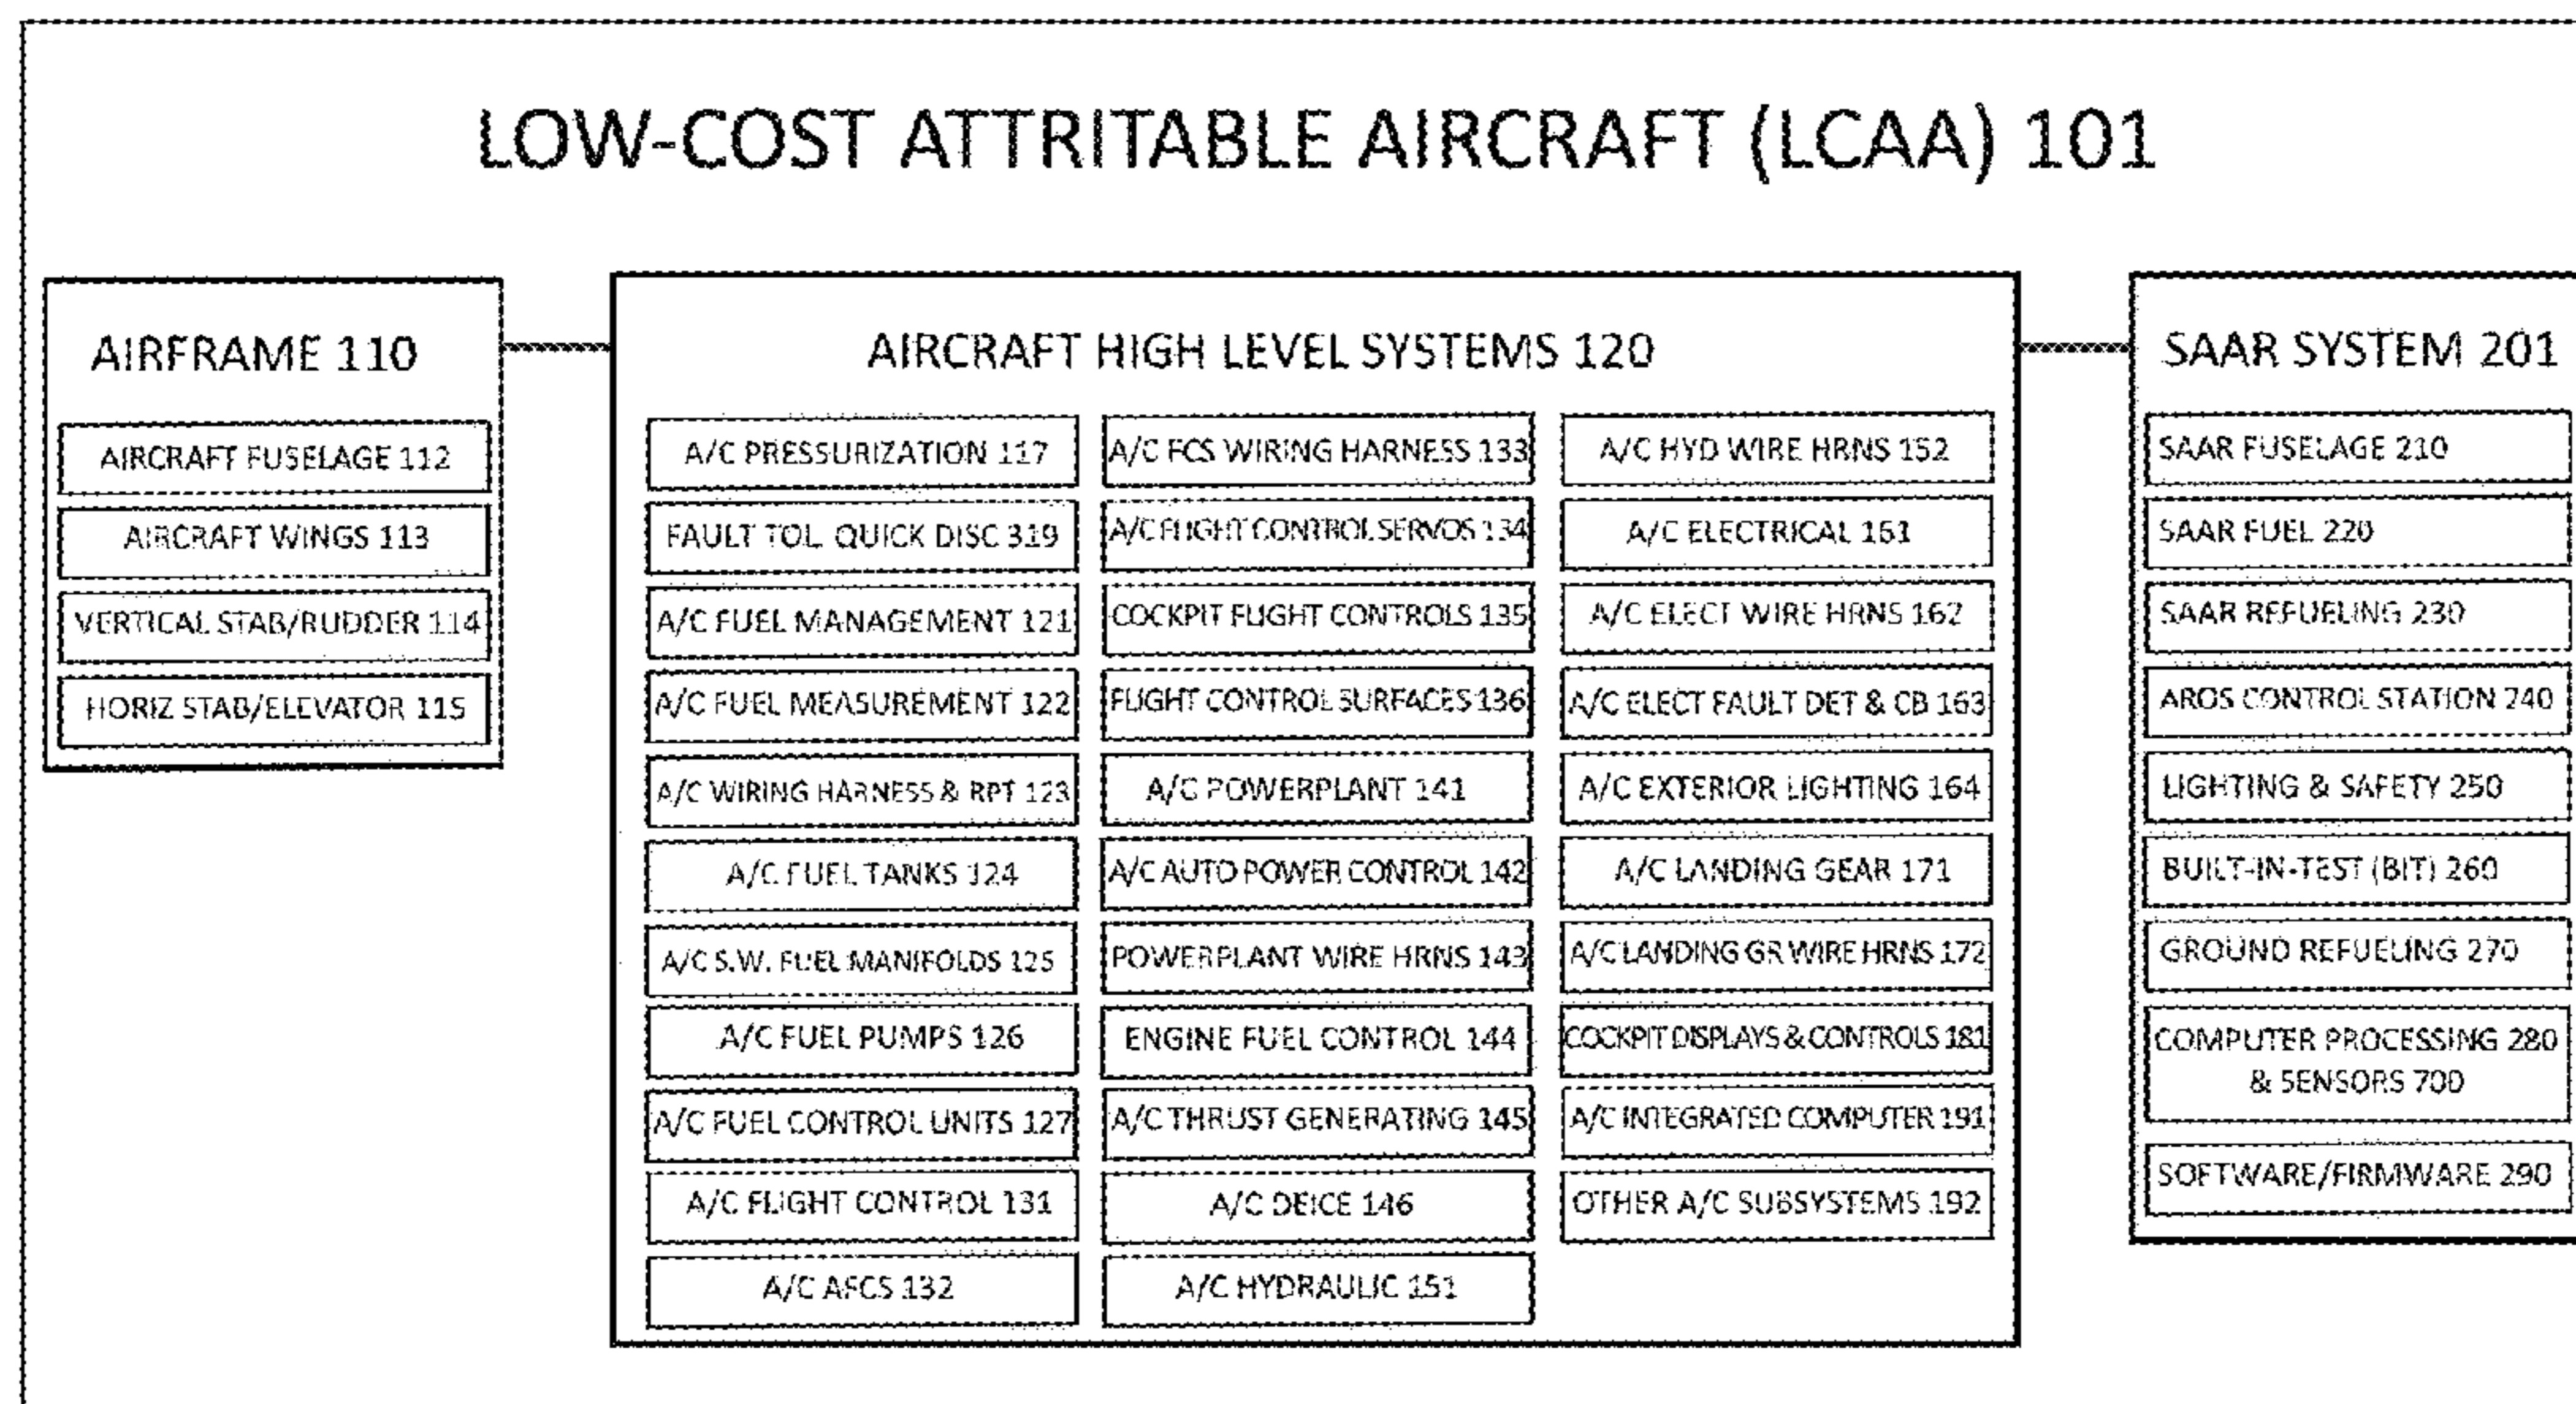 LOW-COST ATTRITABLE AIRCRAFT (LCAA) 101
AIRFRAME 110
AIRCRAFT FUSELAGE 112
AIRCRAFT WINGS 113
VERTICAL STAB/RUDDER 114
HORIZ STAB/ELEVATOR 115
AIRCRAFT HIGH LEVEL SYSTEMS 120
A/C PRESSURIZATION 117
FAULT TOL QUICK DISC 319
A/C FUEL MANAGEMENT 121
A/C FUEL MEASUREMENT 122
A/C WIRING HARNESS & RPT 123
A/C FUEL TANKS 124
A/C S.W. FUEL MANIFOLDS 125
A/C FUEL PUMPS 126
A/C FUEL CONTROL UNITS 127
A/C FLIGHT CONTROL 131
A/C AFCS 132
A/C FCS WIRING HARNESS 133
A/C FLIGHT CONTROL SERVOS 134
COCKPIT FLIGHT CONTROLS 135
FLIGHT CONTROL SURFACES 136
A/C POWERPLANT 141
A/C AUTO POWER CONTROL 142
POWERPLANT WIRE HRNS 143
ENGINE FUEL CONTROL 144
A/C THRUST GENERATING 145
A/C DEICE 146
A/C HYDRAULIC 151
A/C HYD WIRE HRNS 152
A/C ELECTRICAL 161
A/C ELECT WIRE HRNS 162
A/C ELECT FAULT DET & CB 163
A/C EXTERIOR LIGHTING 164
A/C LANDING GEAR 171
A/C LANDING GR WIRE HRNS 172
COCKPIT DISPLAYS & CONTROLS 181
A/C INTEGRATED COMPUTER 191
OTHER A/C SUBSYSTEMS 192
SAAR SYSTEM 201
SAAR FUSELAGE 210
SAAR FUEL 220
SAAR REFUELING 230
AROS CONTROL STATION 240
LIGHTING & SAFETY 250
BUILT-IN-TEST (BIT) 260
GROUND REFUELING 270
COMPUTER PROCESSING 280
& SENSORS 700
SOFTWARE/FIRMWARE 290